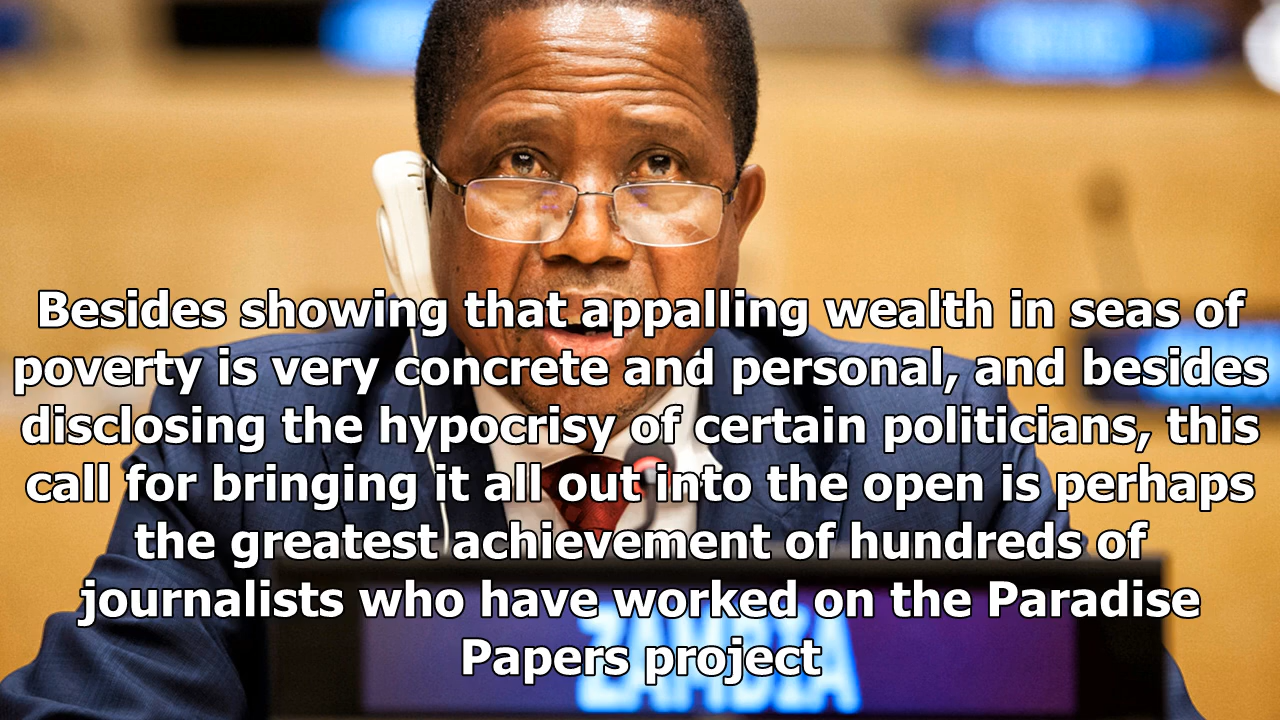 Besides showing that appalling wealth in seas of
poverty is very concrete and personal, and besides
disclosing the hypocrisy of certain politicians, this
call for bringing it all out into the open is perhaps
the greatest achievement of hundreds of
journalists who have worked on the Paradise
Papers project
ZAMBIA